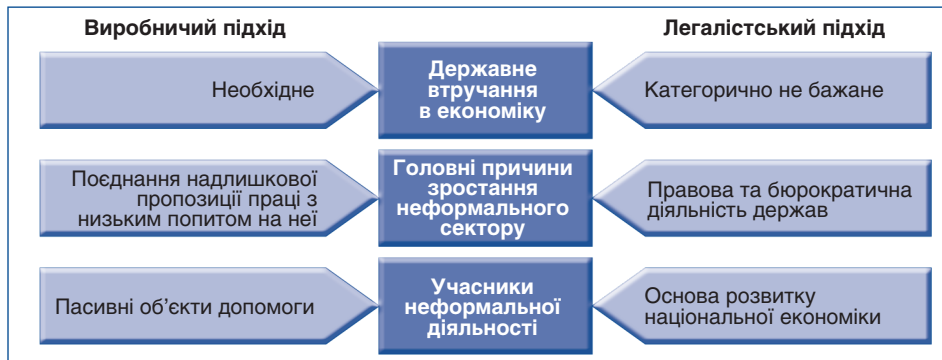 Виробничий підхід
Легалістський підхід
Необхідне
Державне
втручання
в економіку
Категорично не бажане
Поєднання надлишкової
пропозиції праці з
низьким попитом на неї
Головні причини
зростання
неформального
сектору
Правова та бюрократична
діяльність держав
Пасивні об’єкти допомоги
Учасники
неформальної
діяльності
Основа розвитку
національної економіки